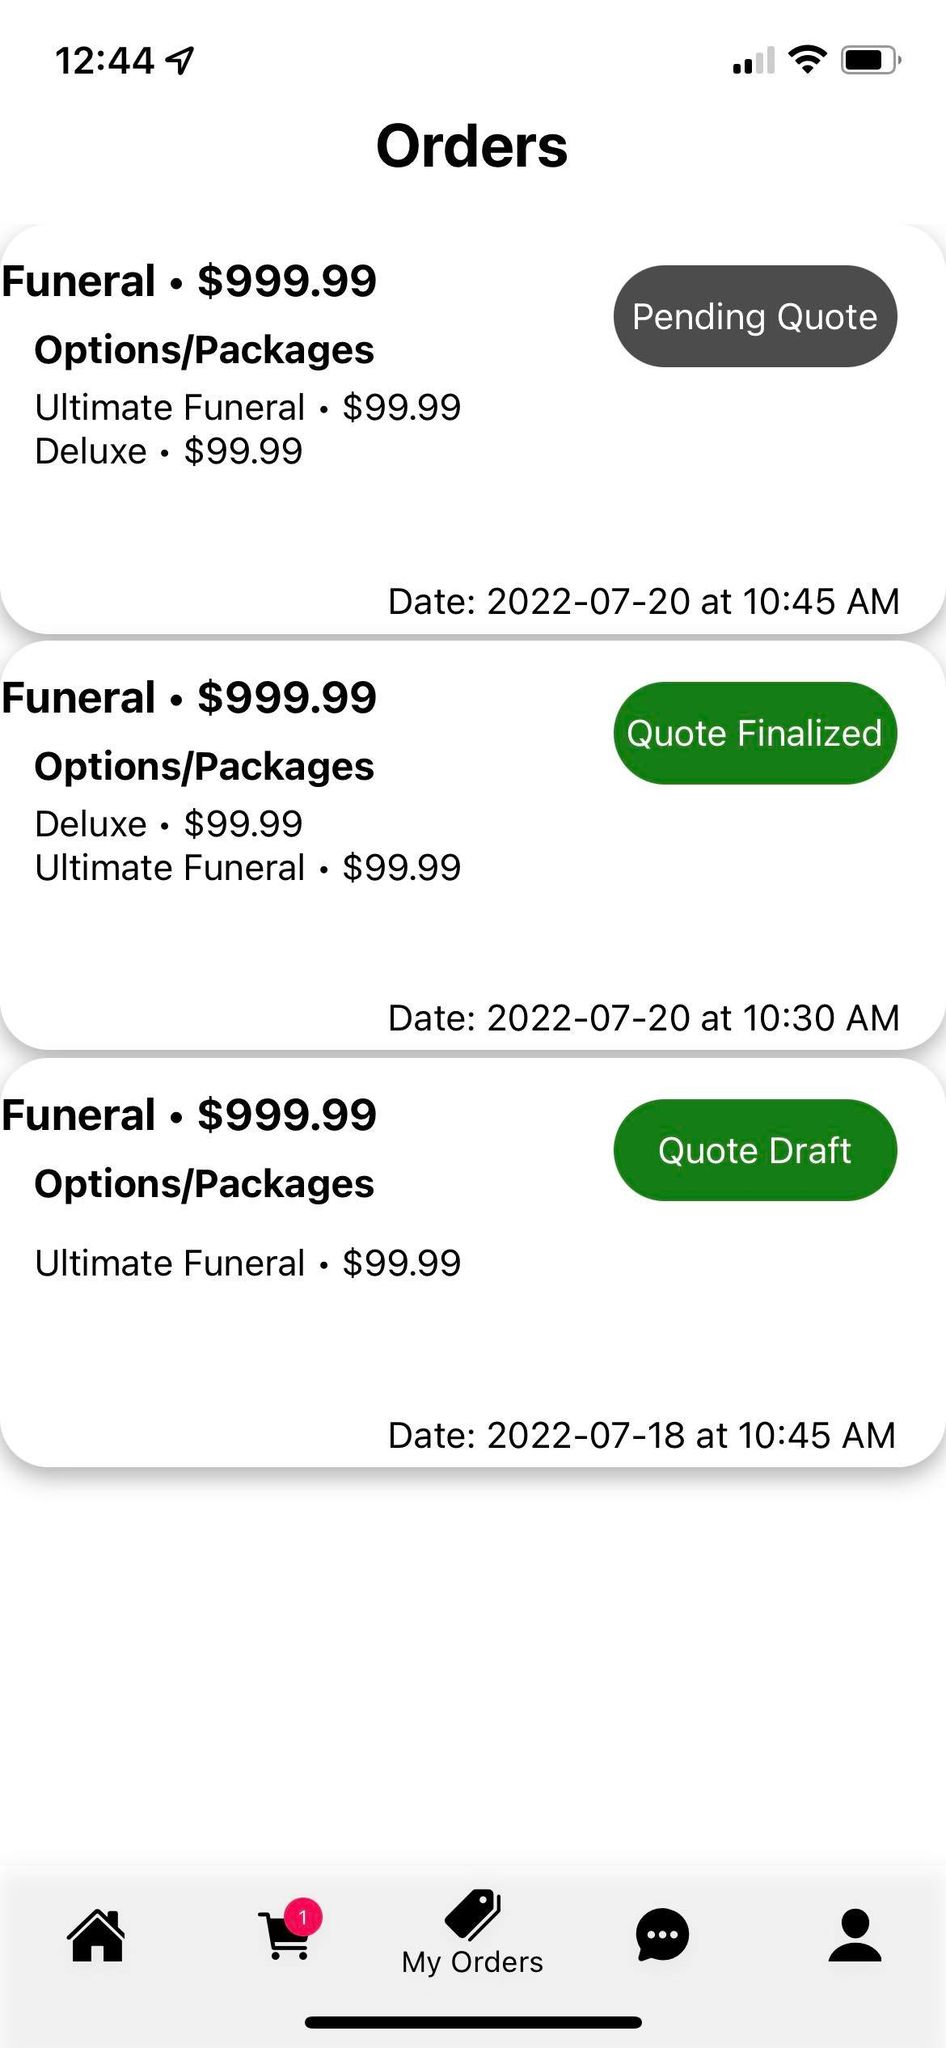 12:44
Orders
Funeral • $999.99
Pending Quote
Options/Packages
Ultimate Funeral • $99.99
Deluxe • $99.99
Date: 2022-07-20 at 10:45 AM
Funeral • $999.99
Quote Finalized
Options/Packages
Deluxe • $99.99
Ultimate Funeral • $99.99
Date: 2022-07-20 at 10:30 AM
Funeral • $999.99
Quote Draft
Options/Packages
Ultimate Funeral • $99.99
Date: 2022-07-18 at 10:45 AM
1
My Orders